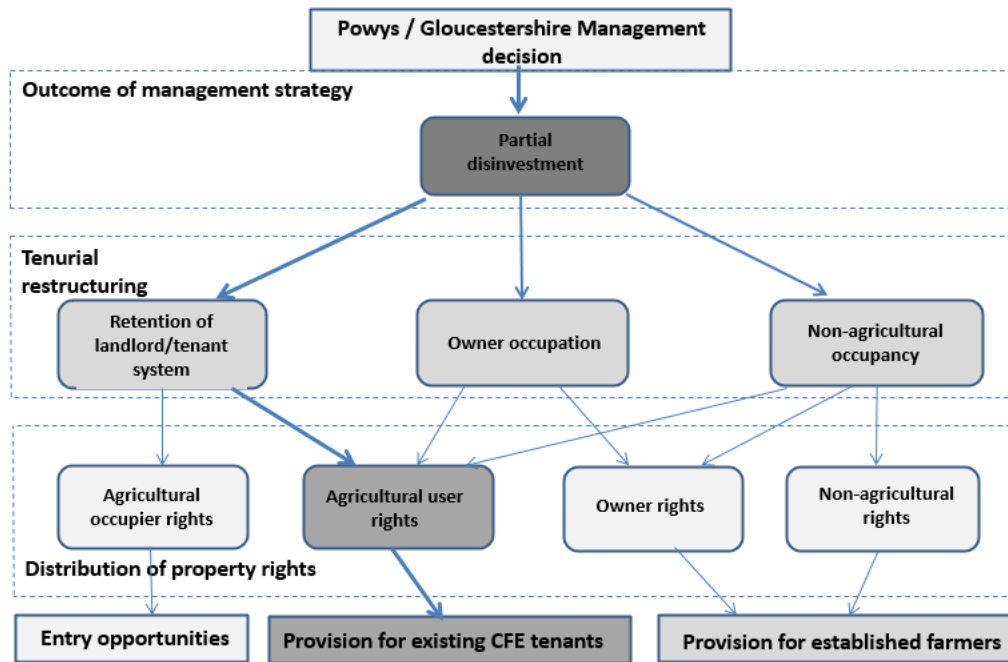 Powys / Gloucestershire Management
decision
Outcome of management strategy
Partial
disinvestment
Tenurial
restructuring
Retention of
landlord/tenant
system
Owner occupation
Non-agricultural
occupancy
Agricultural
occupier rights
Agricultural user
rights
Owner rights
Non-agricultural
rights
Distribution of property rights
Entry opportunities
Provision for existing CFE tenants
Provision for established farmers